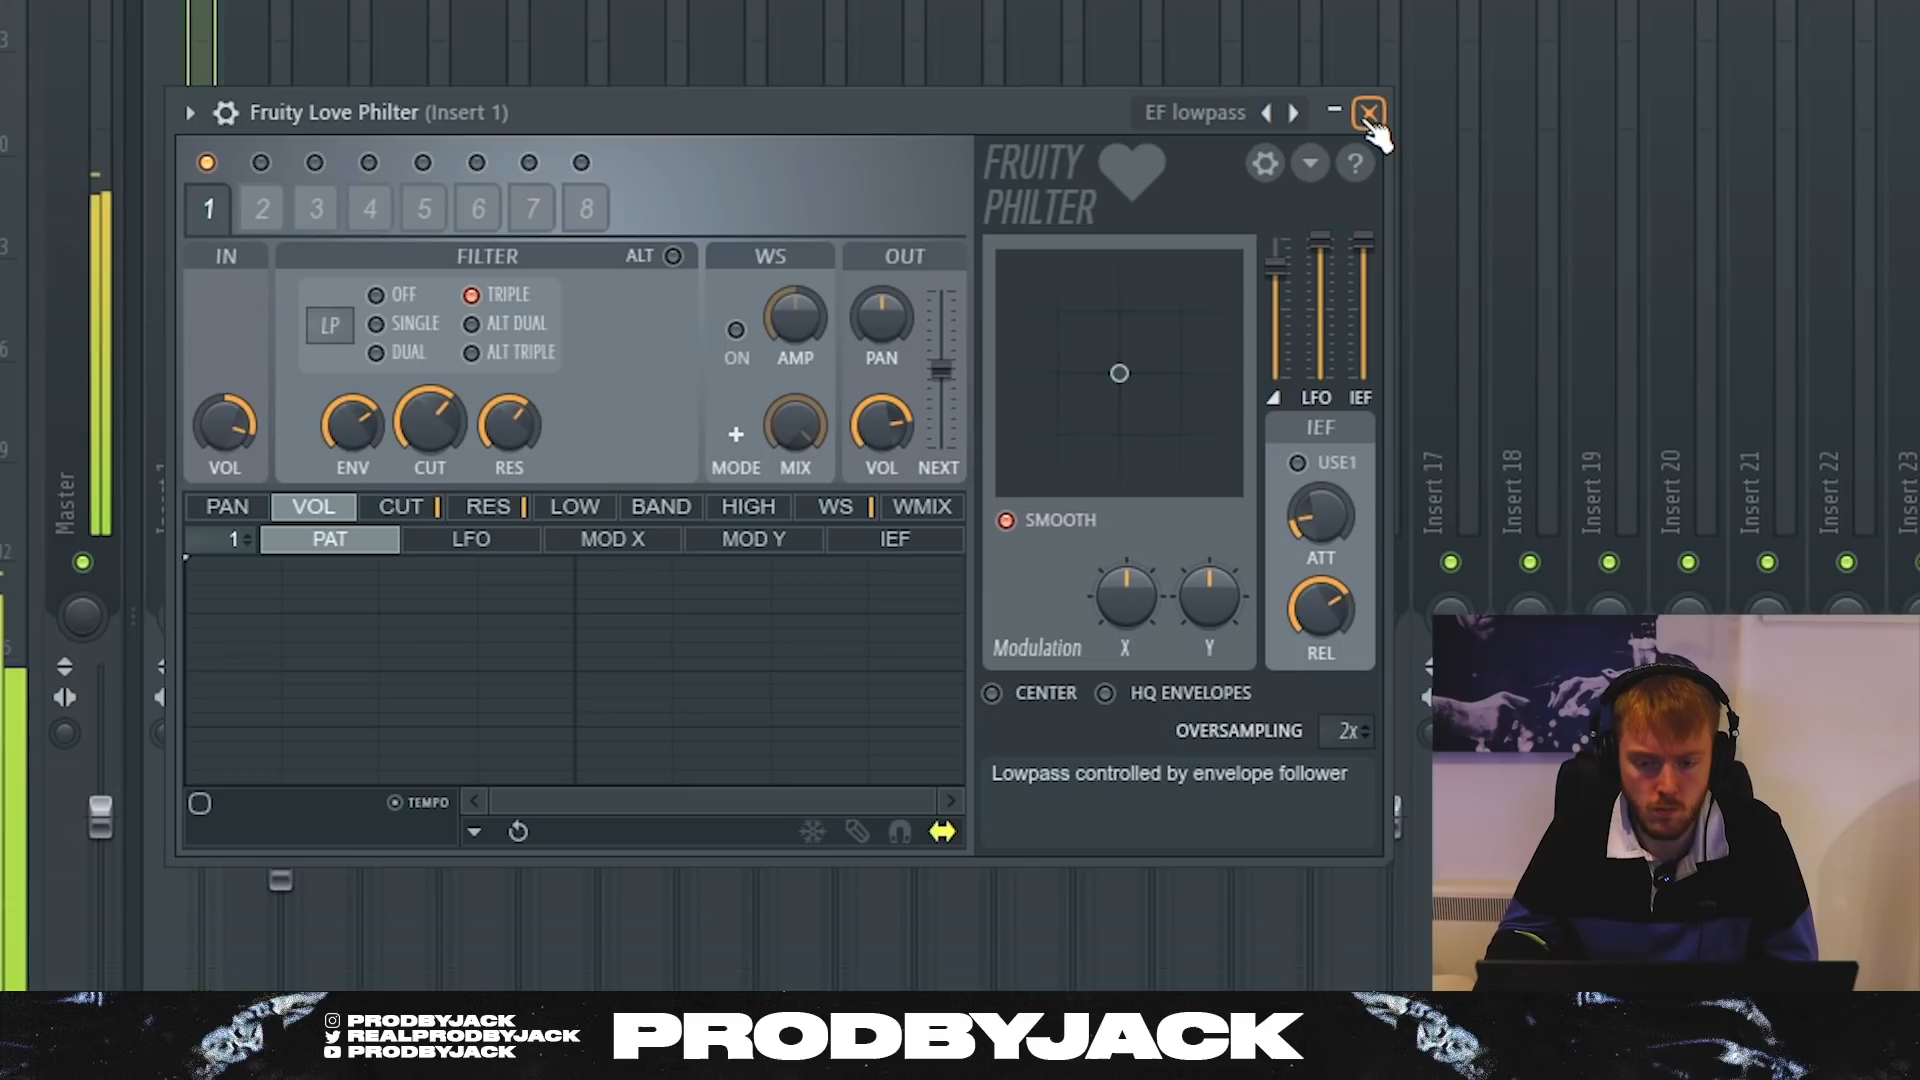 Fruity Love Philter (Insert 1)
EF lowpass
FRUITY
PHILTER
?
1 2 3 4 5 6 7 8
IN
FILTER
ALT
WS
OUT
LP
OFF
TRIPLE
SINGLE
ALT DUAL
DUAL
ALT TRIPLE
ON
AMP
PAN
VOL
ENV
CUT
RES
MODE
MIX
VOL
NEXT
PAN VOL CUT RES LOW BAND HIGH WS WMIX
1 PAT LFO MOD X MOD Y IEF
TEMPO
LFO
IEF
IEF
USE1
ATT
REL
SMOOTH
Modulation
X
Y
CENTER
HQ ENVELOPES
OVERSAMPLING
2x
Lowpass controlled by envelope follower
Master
Insert 17
Insert 18
Insert 19
Insert 20
Insert 21
Insert 22
Insert 23
PRODBYJACK
REALPRODBYJACK
PRODBYJACK
PRODBYJACK